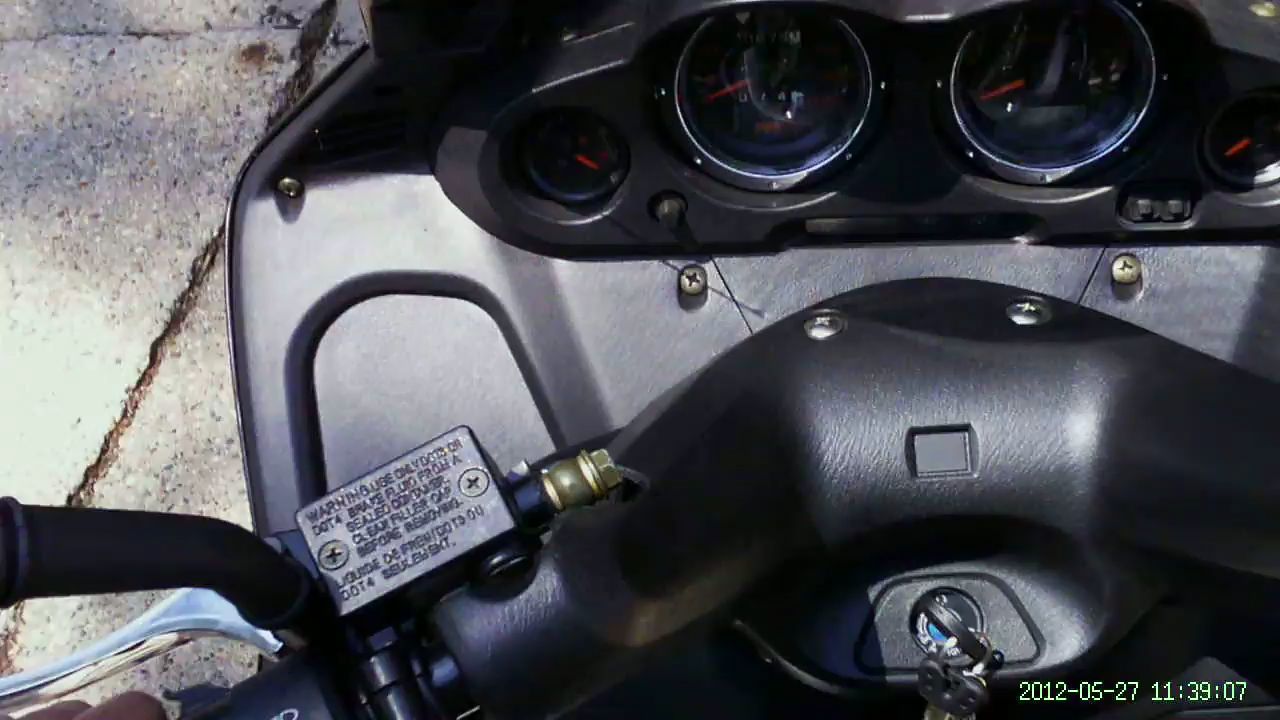 WARNING.USE ONLY DOT3 OR
DOT4 BRAKE FLUID FROM A
SEALED CONTAINER.
CLEAN FILLER CAP
BEFORE REMOVING.
LIQUIDE DE FREIN/DOT3 OU
DOT4 SEULEMENT.
2012-05-27 11:39:07